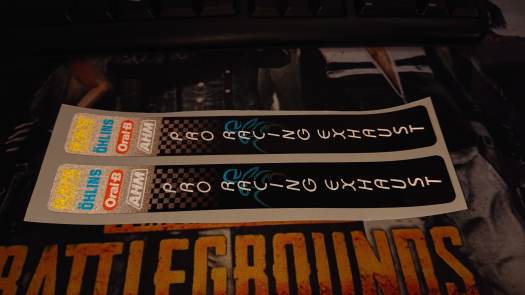 ÖHLINS
Oral-B
AHM
PRO RACING EXHAUST
ÖHLINS
Oral-B
AHM
PRO RACING EXHAUST
BATTLEGROUNDS